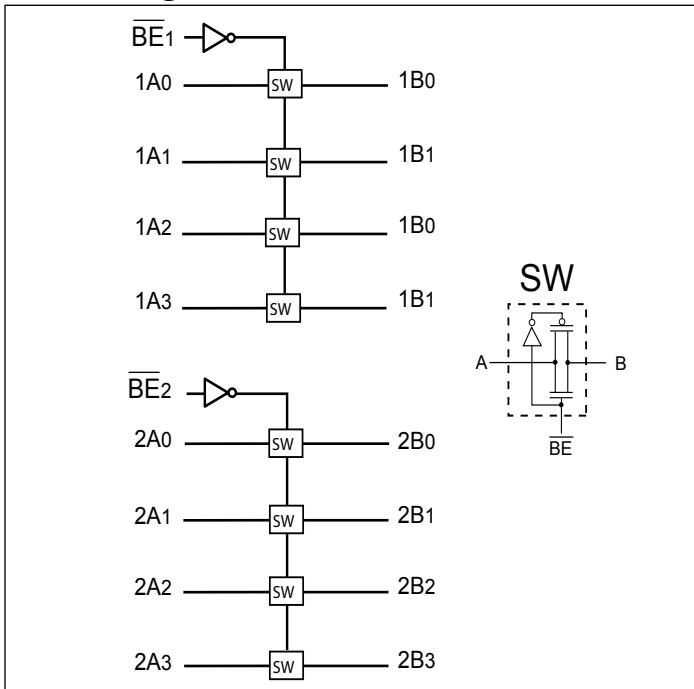 BE1
1A0 SW 1B0
1A1 SW 1B1
1A2 SW 1B0
1A3 SW 1B1
BE2
2A0 SW 2B0
2A1 SW 2B1
2A2 SW 2B2
2A3 SW 2B3
SW
A B
BE